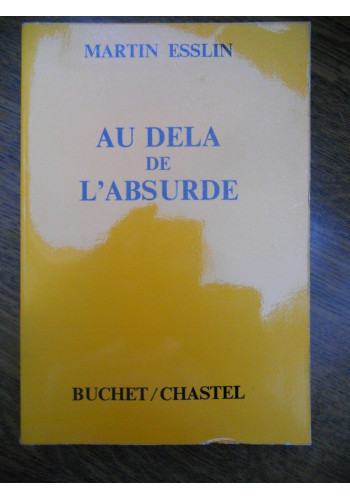 MARTIN ESSLIN
AU DELA
DE
L'ABSURDE
BUCHET/CHASTEL